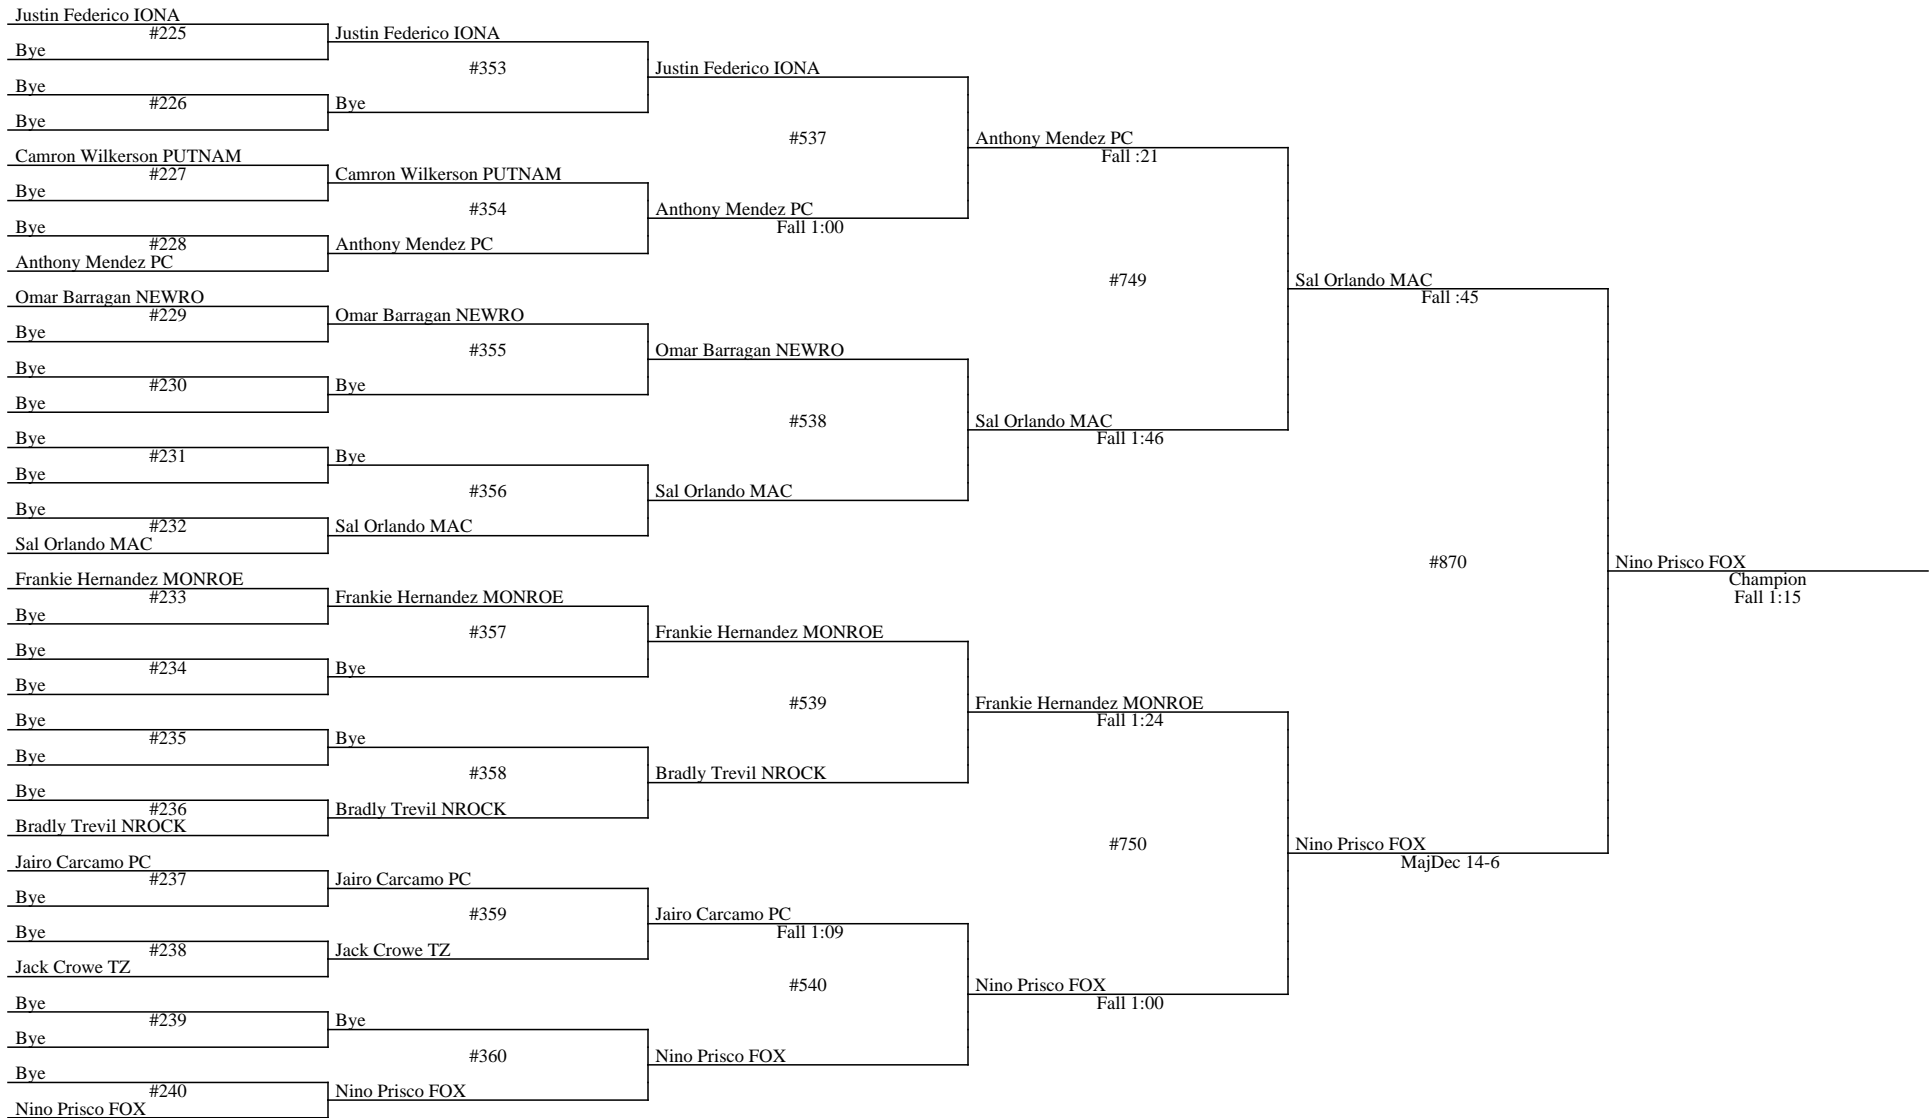 Justin Federico IONA
#225
Bye
Bye
#226
Bye
Camron Wilkerson PUTNAM
#227
Bye
Bye
#228
Anthony Mendez PC
Omar Barragan NEWRO
#229
Bye
Bye
#230
Bye
Bye
#231
Bye
Bye
#232
Sal Orlando MAC
Frankie Hernandez MONROE
#233
Bye
Bye
#234
Bye
Bye
#235
Bye
Bye
#236
Bradly Trevil NROCK
Jairo Carcamo PC
#237
Bye
Bye
#238
Jack Crowe TZ
Bye
#239
Bye
Bye
#240
Nino Prisco FOX
Justin Federico IONA
#353
Bye
Camron Wilkerson PUTNAM
#354
Anthony Mendez PC
Omar Barragan NEWRO
#355
Bye
Bye
#356
Sal Orlando MAC
Frankie Hernandez MONROE
#357
Bye
Bye
#358
Bradly Trevil NROCK
Jairo Carcamo PC
#359
Jack Crowe TZ
Bye
#360
Nino Prisco FOX
Justin Federico IONA
#537
Anthony Mendez PC
Fall 1:00
Omar Barragan NEWRO
#538
Sal Orlando MAC
Frankie Hernandez MONROE
#539
Bradly Trevil NROCK
Jairo Carcamo PC
Fall 1:09
#540
Nino Prisco FOX
Anthony Mendez PC
Fall :21
#749
Sal Orlando MAC
Fall 1:46
Frankie Hernandez MONROE
Fall 1:24
#750
Nino Prisco FOX
Fall 1:00
Sal Orlando MAC
Fall :45
#870
Nino Prisco FOX
MajDec 14-6
Nino Prisco FOX
Champion
Fall 1:15